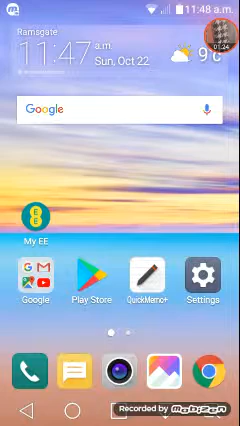 11:48 a.m.
Ramsgate
11:47 a.m.
Sun, Oct 22
9°c
01:24
Google
EE
My EE
Google
Play Store
QuickMemo+
Settings
Recorded by MOBIZEN